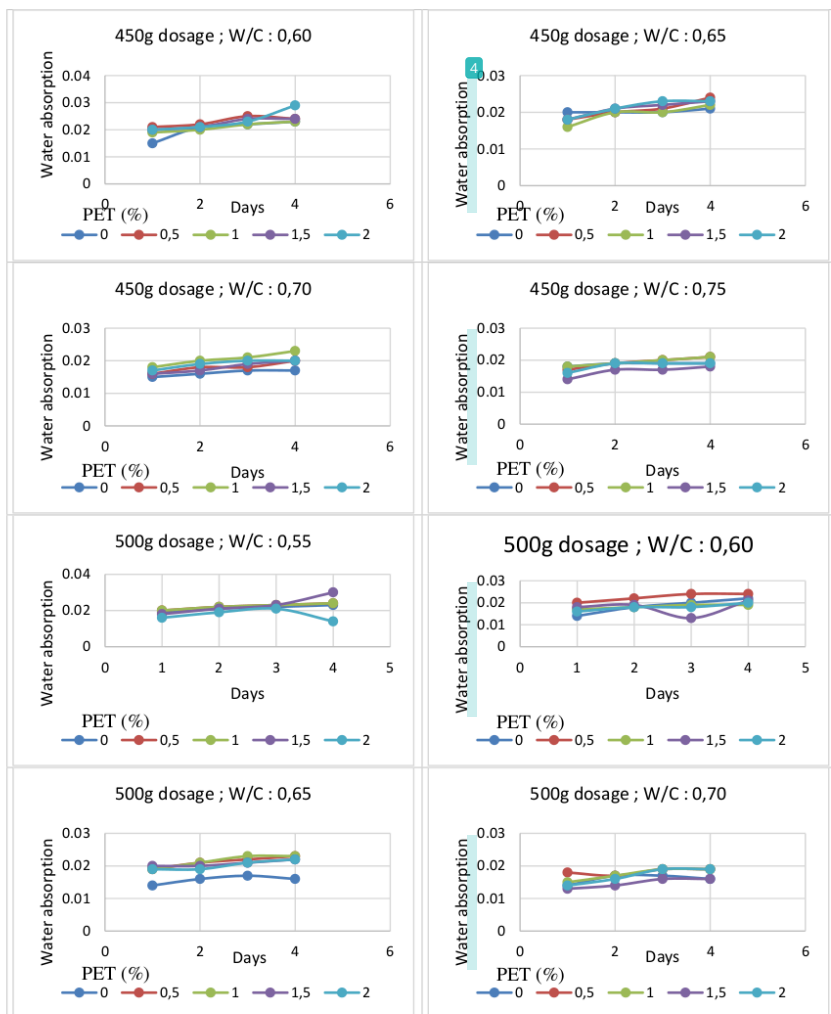 450g dosage ; W/C : 0,60
0.04
0.03
0.02
0.01
0
0 2 4 6
Water absorption
Days
PET (%)
0 0,5 1 1,5 2
450g dosage ; W/C : 0,65
4
0.03
0.02
0.01
0
0 2 4 6
Water absorption
Days
PET (%)
0 0,5 1 1,5 2
450g dosage ; W/C : 0,70
0.03
0.02
0.01
0
0 2 4 6
Water absorption
Days
PET (%)
0 0,5 1 1,5 2
450g dosage ; W/C : 0,75
0.03
0.02
0.01
0
0 2 4 6
Water absorption
Days
PET (%)
0 0,5 1 1,5 2
500g dosage ; W/C : 0,55
0.04
0.02
0
0 1 2 3 4 5
Water absorption
Days
PET (%)
0 0,5 1 1,5 2
500g dosage ; W/C : 0,60
0.03
0.02
0.01
0
0 1 2 3 4 5
Water absorption
Days
PET (%)
0 0,5 1 1,5 2
500g dosage ; W/C : 0,65
0.03
0.02
0.01
0
0 2 4 6
Water absorption
Days
PET (%)
0 0,5 1 1,5 2
500g dosage ; W/C : 0,70
0.03
0.02
0.01
0
0 2 4 6
Water absorption
Days
PET (%)
0 0,5 1 1,5 2